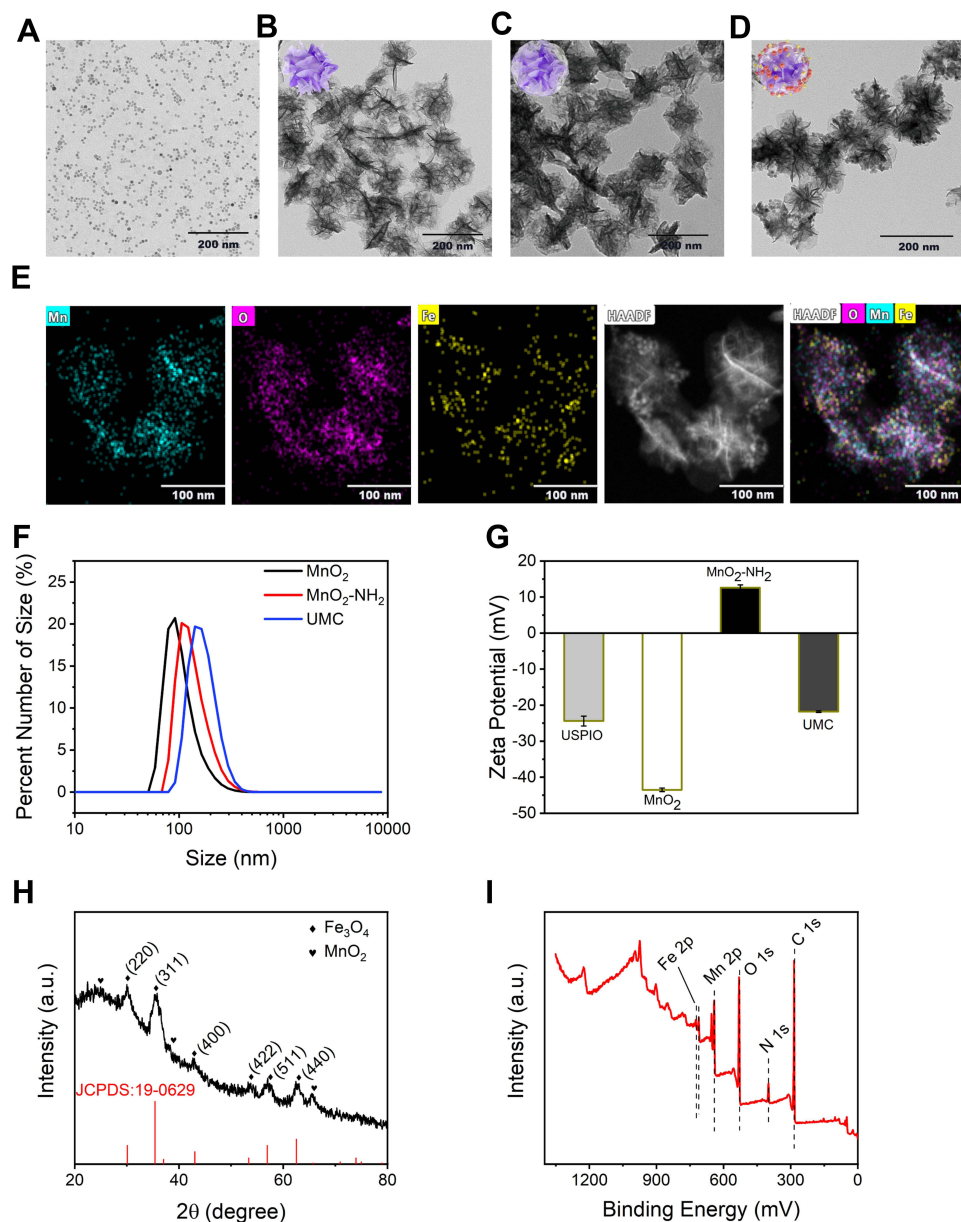 A
B
C
D
200 nm
200 nm
200 nm
200 nm
E
Mn
O
Fe
HAADF
HAADF O Mn Fe
100 nm
100 nm
100 nm
100 nm
100 nm
F
Percent Number of Size (%)
25
20
15
10
5
0
MnO₂
MnO₂-NH₂
UMC
10
100
1000
10000
Size (nm)
G
Zeta Potential (mV)
20
10
0
-10
-20
-30
-40
-50
USPIO
MnO₂
MnO₂-NH₂
UMC
H
Intensity (a.u.)
♦ Fe₃O₄
♥ MnO₂
(220)
(311)
(400)
(422)
(511)
(440)
JCPDS:19-0629
20
40
60
80
2θ (degree)
I
Intensity (a.u.)
Fe 2p
Mn 2p
O 1s
N 1s
C 1s
1200
900
600
300
0
Binding Energy (mV)